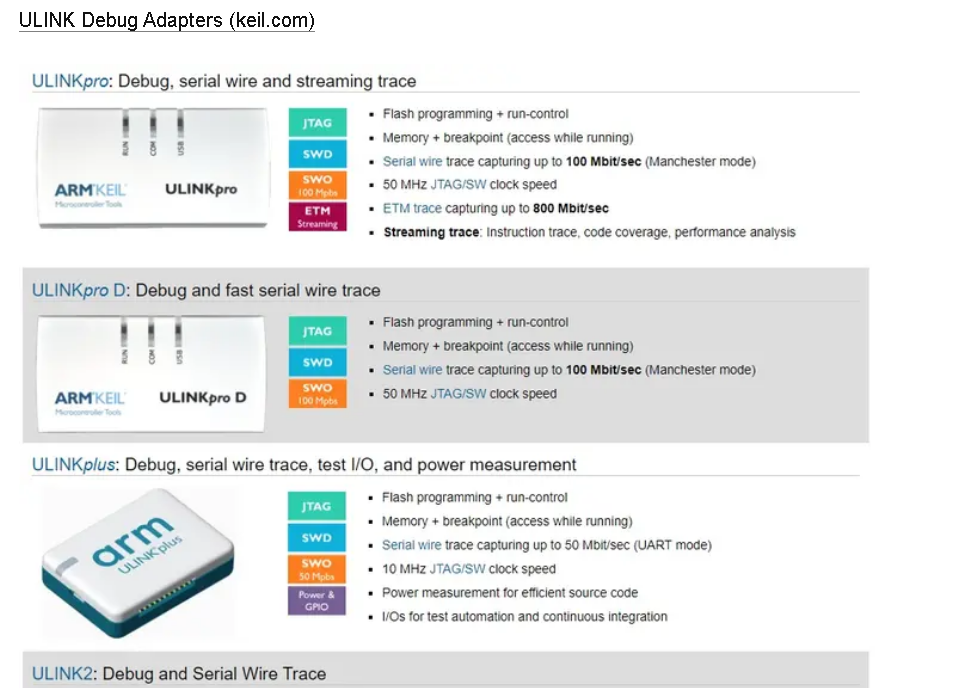 ULINK Debug Adapters (keil.com)
ULINKpro: Debug, serial wire and streaming trace
RUN
COM
USB
ARM KEIL
Microcontroller Tools
ULINKpro
JTAG
SWD
SWO
100 Mpbs
ETM
Streaming
Flash programming + run-control
Memory + breakpoint (access while running)
Serial wire trace capturing up to 100 Mbit/sec (Manchester mode)
50 MHz JTAG/SW clock speed
ETM trace capturing up to 800 Mbit/sec
Streaming trace: Instruction trace, code coverage, performance analysis
ULINKpro D: Debug and fast serial wire trace
RUN
COM
USB
ARM KEIL
Microcontroller Tools
ULINKpro D
JTAG
SWD
SWO
100 Mpbs
Flash programming + run-control
Memory + breakpoint (access while running)
Serial wire trace capturing up to 100 Mbit/sec (Manchester mode)
50 MHz JTAG/SW clock speed
ULINKplus: Debug, serial wire trace, test I/O, and power measurement
arm
ULINKplus
JTAG
SWD
SWO
50 Mpbs
Power &
GPIO
Flash programming + run-control
Memory + breakpoint (access while running)
Serial wire trace capturing up to 50 Mbit/sec (UART mode)
10 MHz JTAG/SW clock speed
Power measurement for efficient source code
I/Os for test automation and continuous integration
ULINK2: Debug and Serial Wire Trace